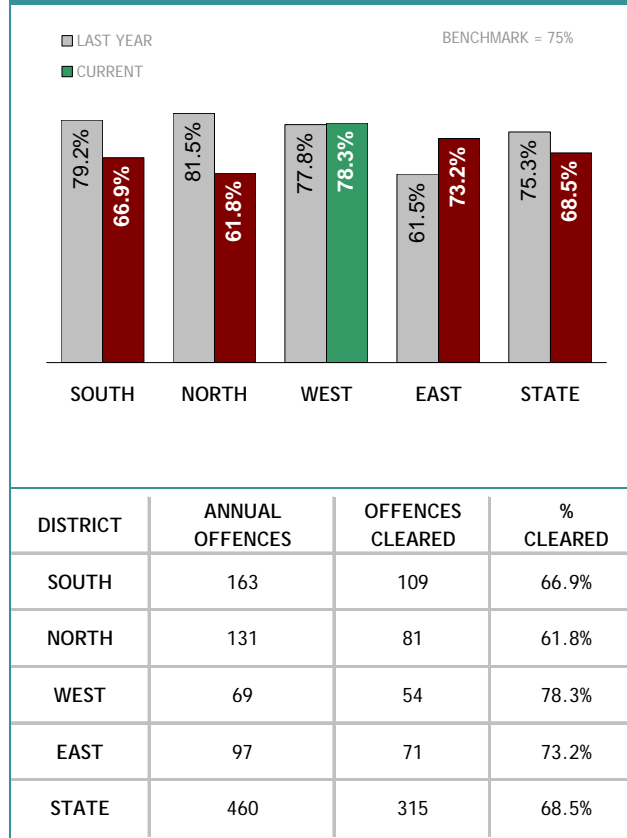 LAST YEAR
BENCHMARK = 75%
CURRENT
79.2%
66.9%
81.5%
61.8%
77.8%
78.3%
61.5%
73.2%
75.3%
68.5%
SOUTH NORTH WEST EAST STATE
DISTRICT ANNUAL OFFENCES OFFENCES CLEARED % CLEARED
SOUTH 163 109 66.9%
NORTH 131 81 61.8%
WEST 69 54 78.3%
EAST 97 71 73.2%
STATE 460 315 68.5%